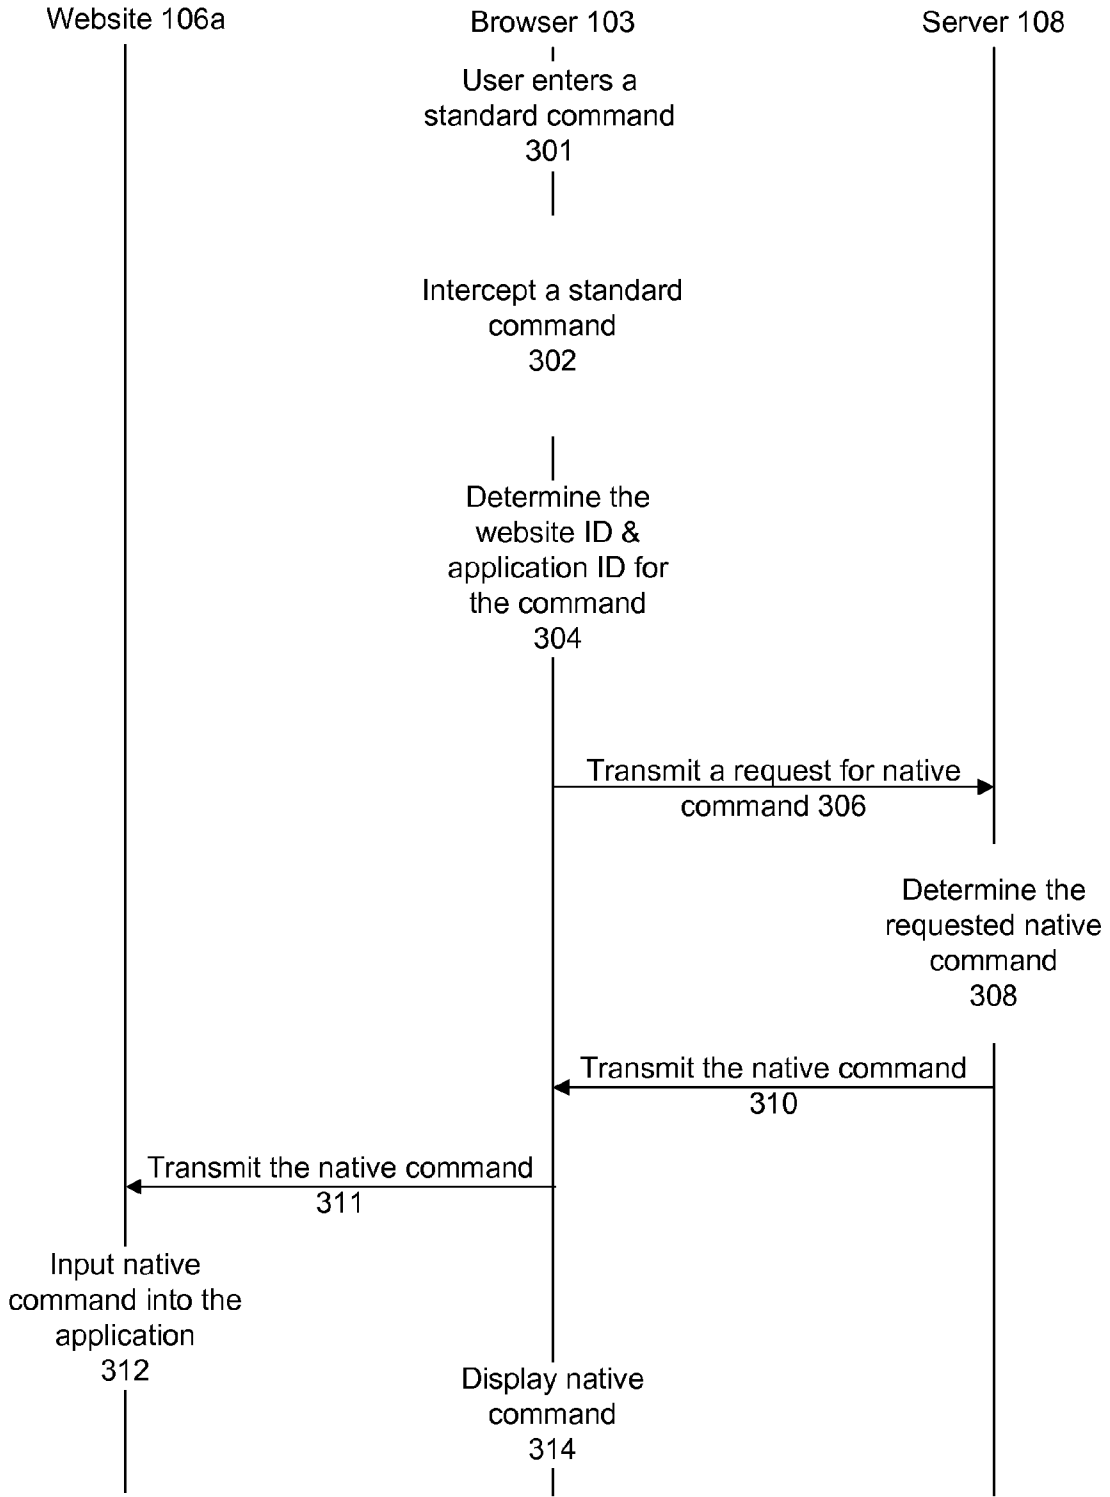 Website 106a
Browser 103
Server 108
User enters a
standard command
301
Intercept a standard
command
302
Determine the
website ID &
application ID for
the command
304
Transmit a request for native
command 306
Determine the
requested native
command
308
Transmit the native command
310
Transmit the native command
311
Input native
command into the
application
312
Display native
command
314